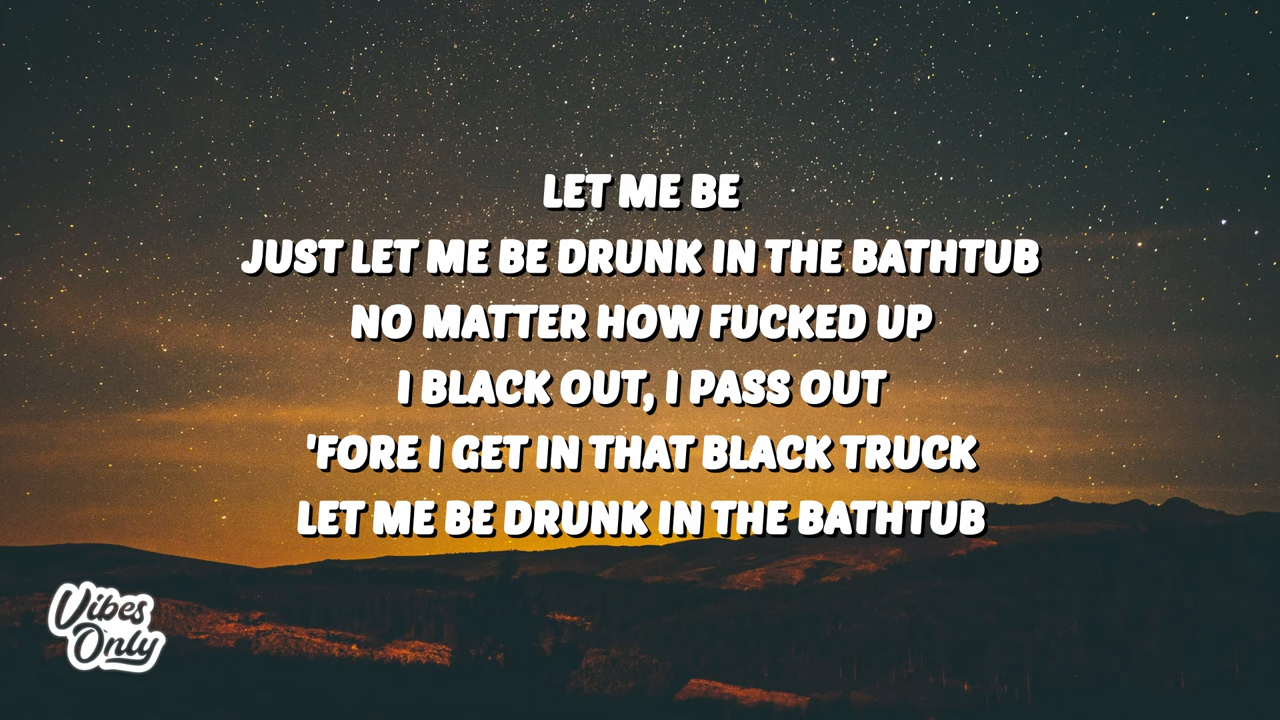 LET ME BE
JUST LET ME BE DRUNK IN THE BATHTUB
NO MATTER HOW FUCKED UP
I BLACK OUT, I PASS OUT
'FORE I GET IN THAT BLACK TRUCK
LET ME BE DRUNK IN THE BATHTUB
Vibes
Only